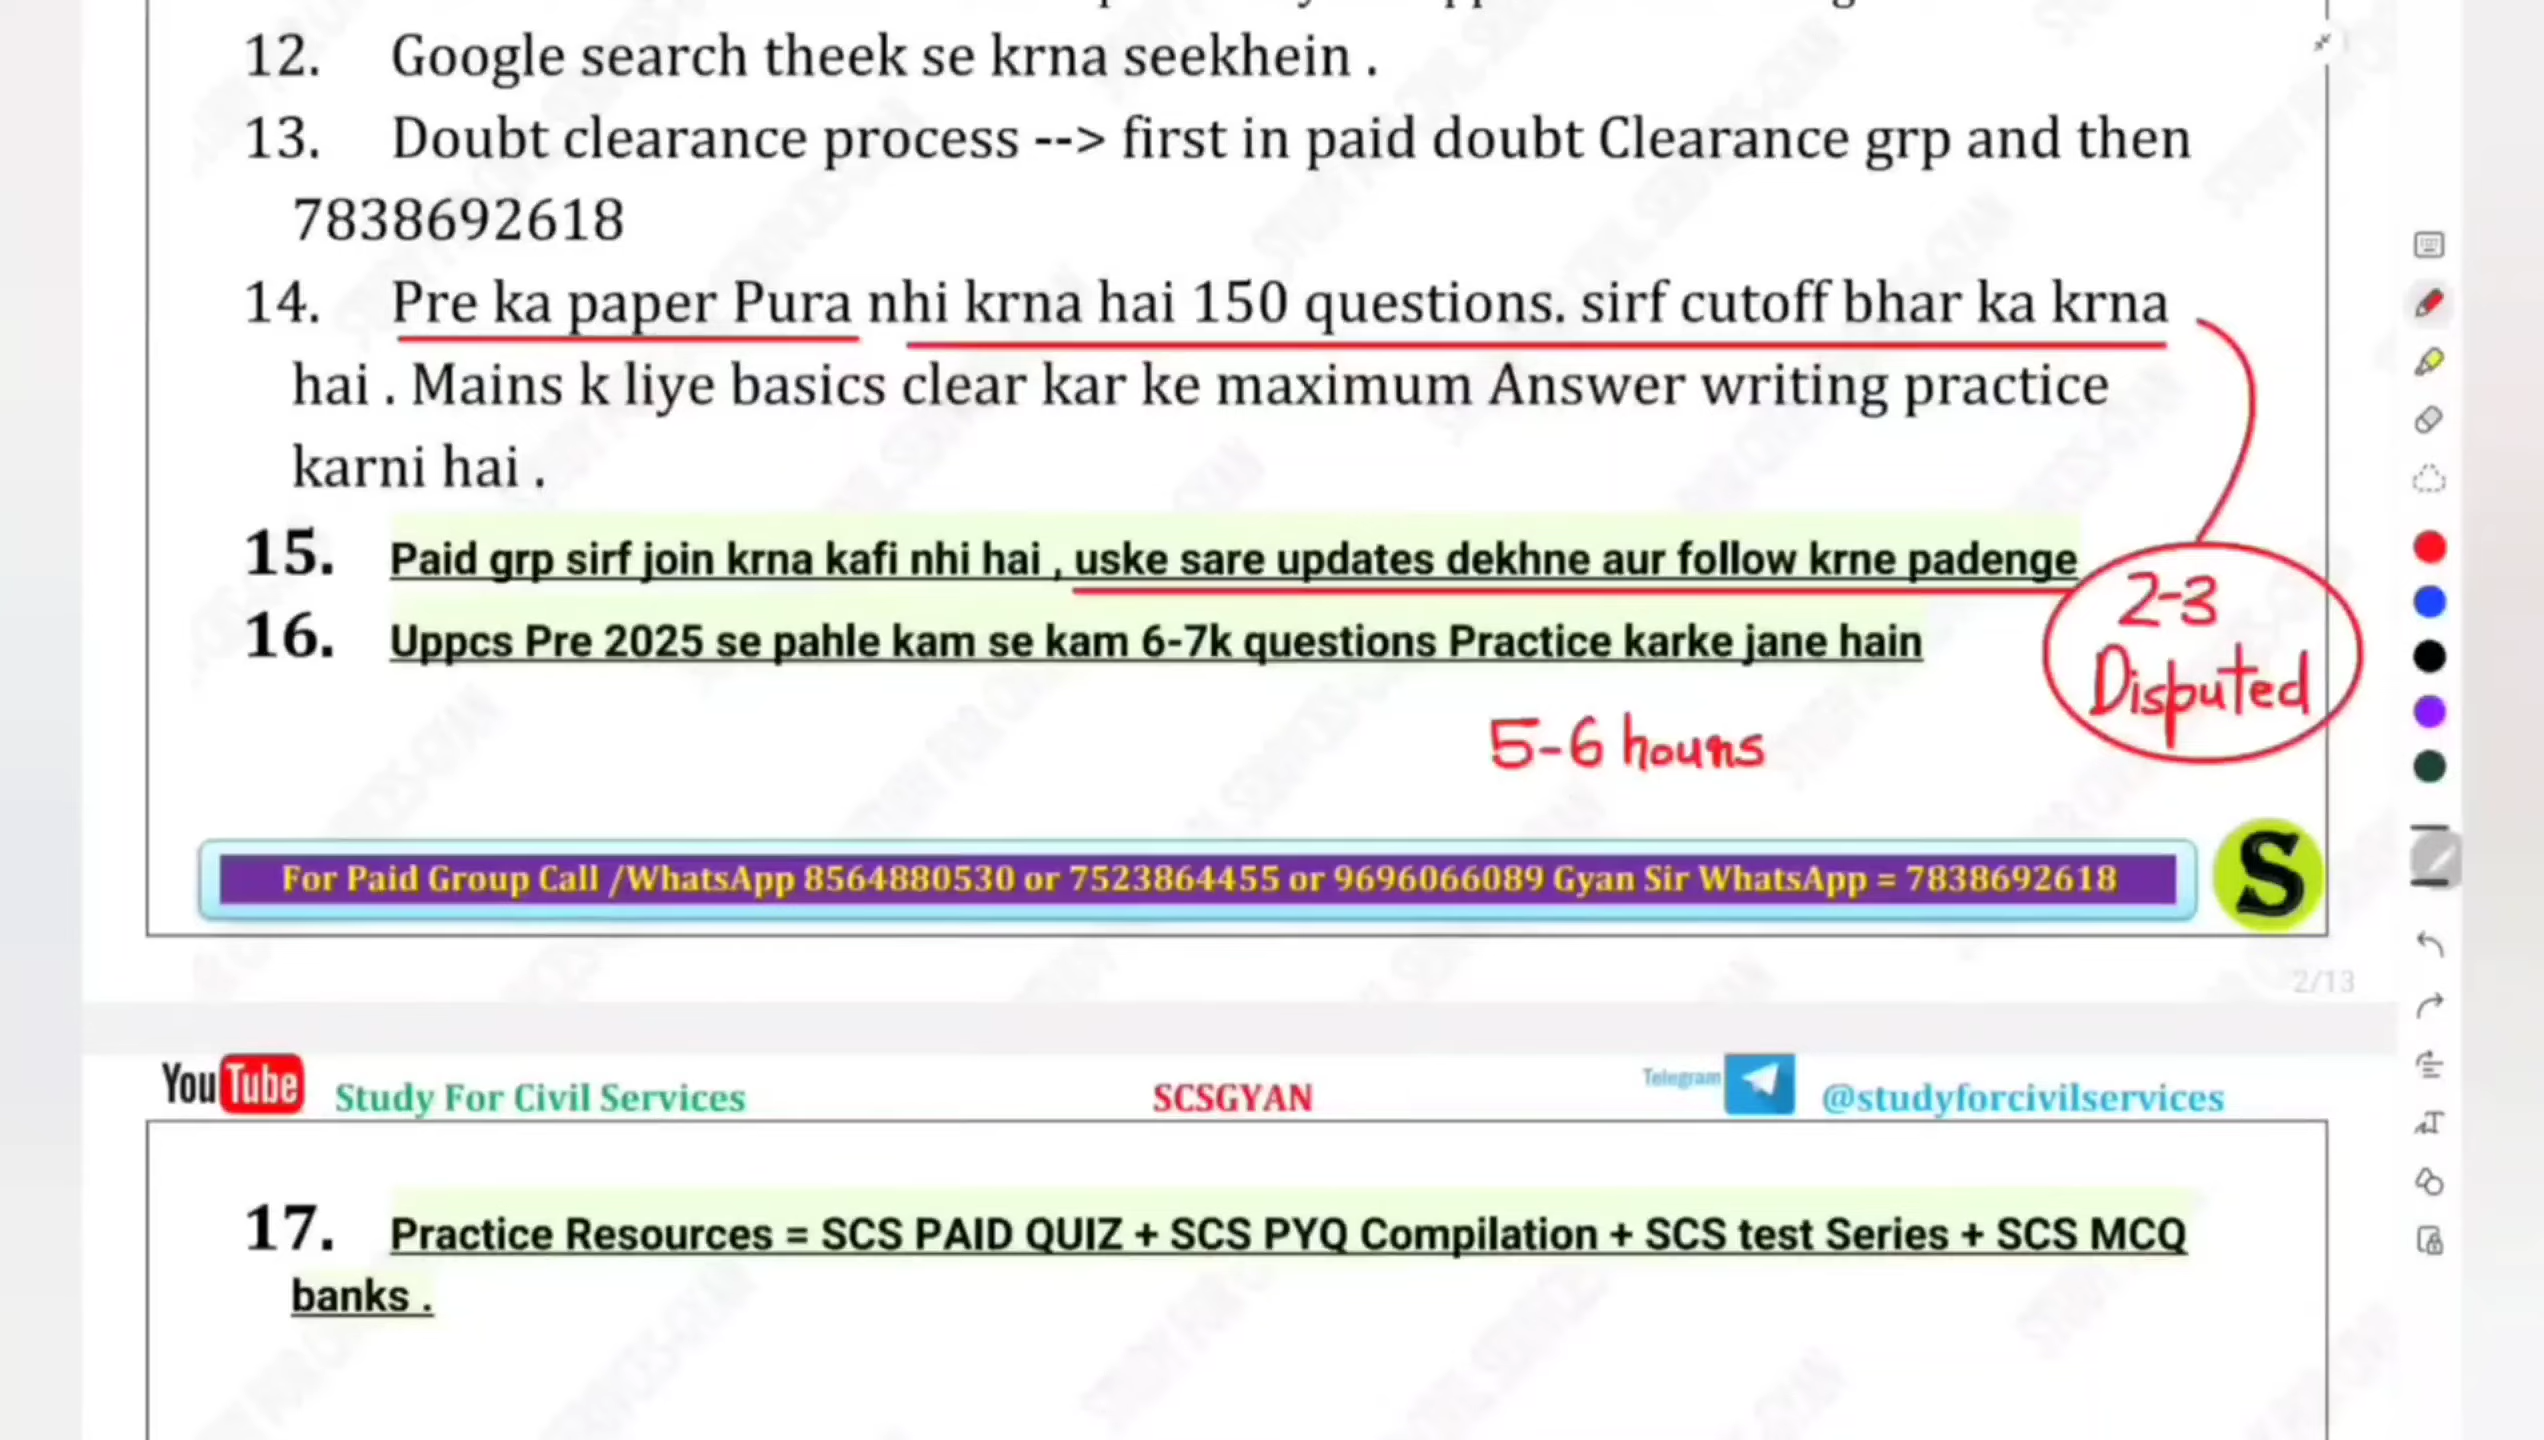 12. Google search theek se krna seekhein .
13. Doubt clearance process --> first in paid doubt Clearance grp and then
7838692618
14. Pre ka paper Pura nhi krna hai 150 questions. sirf cutoff bhar ka krna
hai . Mains k liye basics clear kar ke maximum Answer writing practice
karni hai .
15. Paid grp sirf join krna kafi nhi hai , uske sare updates dekhne aur follow krne padenge
16. Uppcs Pre 2025 se pahle kam se kam 6-7k questions Practice karke jane hain
2-3
Disputed
5-6 hours
For Paid Group Call /WhatsApp 8564880530 or 7523864455 or 9696066089 Gyan Sir WhatsApp = 7838692618
S
2/13
YouTube Study For Civil Services SCSGYAN Telegram @studyforcivilservices
17. Practice Resources = SCS PAID QUIZ + SCS PYQ Compilation + SCS test Series + SCS MCQ
banks .